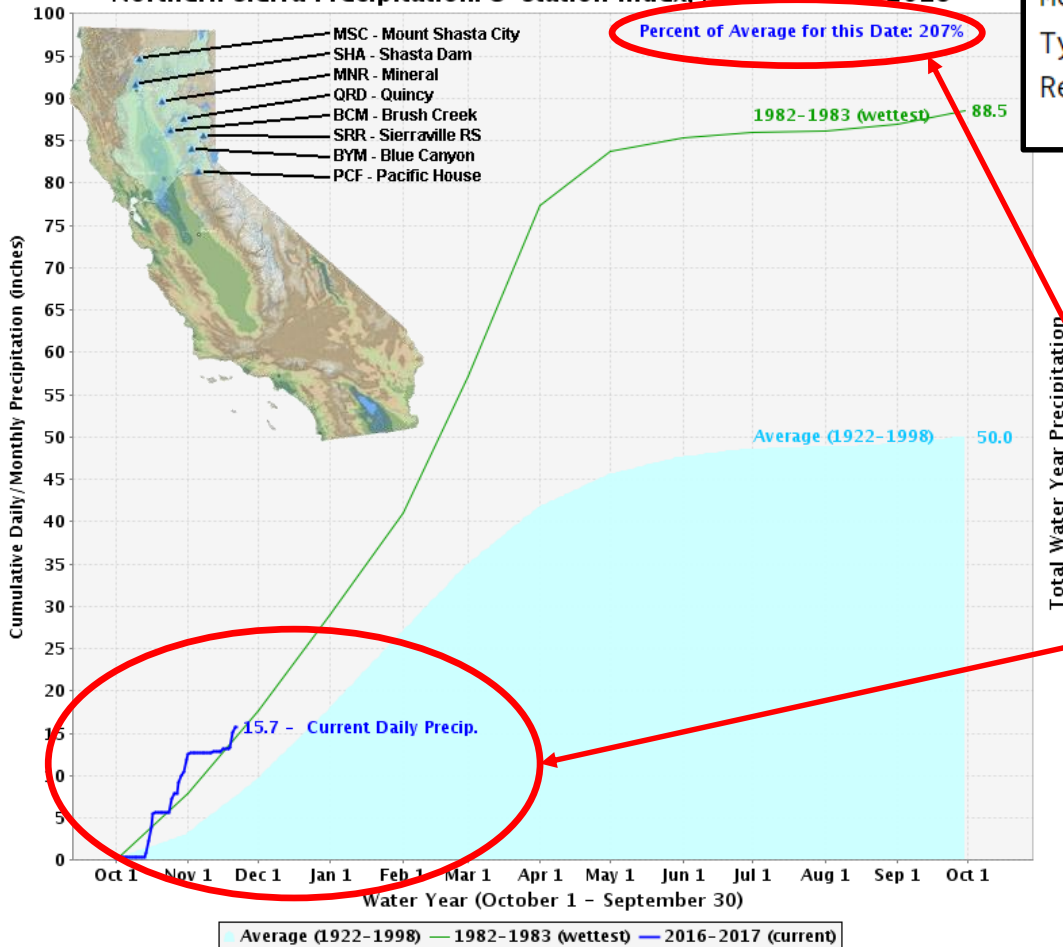 Percent of Average for this Date: 207%
MSC - Mount Shasta City
SHA - Shasta Dam
MNR - Mineral
QRD - Quincy
BCM - Brush Creek
SRR - Sierraville RS
BYM - Blue Canyon
PCF - Pacific House
1982-1983 (wettest)
88.5
Average (1922-1998)
50.0
15.7 - Current Daily Precip.
Cumulative Daily/Monthly Precipitation (inches)
100
95
90
85
80
75
70
65
60
55
50
45
40
35
30
25
20
15
10
5
0
Total Water Year Precipitation
Oct 1 Nov 1 Dec 1 Jan 1 Feb 1 Mar 1 Apr 1 May 1 Jun 1 Jul 1 Aug 1 Sep 1 Oct 1
Water Year (October 1 - September 30)
Average (1922-1998) 1982-1983 (wettest) 2016-2017 (current)